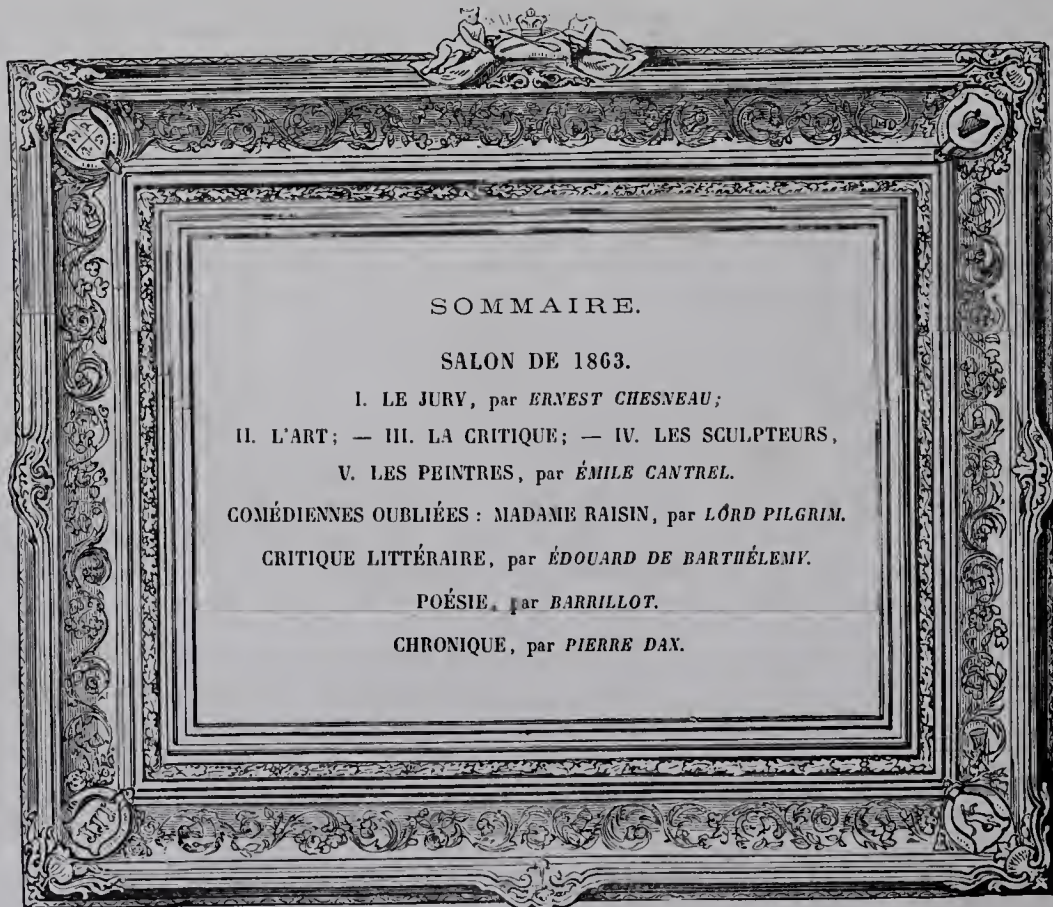 SOMMAIRE.
SALON DE 1863.
I. LE JURY, par ERNEST CHESNEAU;
II. L'ART; — III. LA CRITIQUE; — IV. LES SCULPTEURS,
V. LES PEINTRES, par ÉMILE CANTREL.
COMÉDIENNES OUBLIÉES : MADAME RAISIN, par LÔRD PILGRIM.
CRITIQUE LITTÉRAIRE, par ÉDOUARD DE BARTHÉLEMY.
POÉSIE, par BARRILLOT.
CHRONIQUE, par PIERRE DAX.